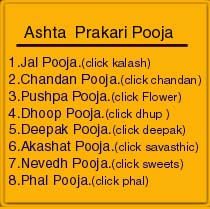 Ashta Prakari Pooja
1.Jal Pooja.(click kalash)
2.Chandan Pooja.(click chandan)
3.Pushpa Pooja.(click Flower)
4.Dhoop Pooja.(click dhup )
5.Deepak Pooja.(click deepak)
6.Akashat Pooja.(click savasthic)
7.Nevedh Pooja.(click sweets)
8.Phal Pooja.(click phal)